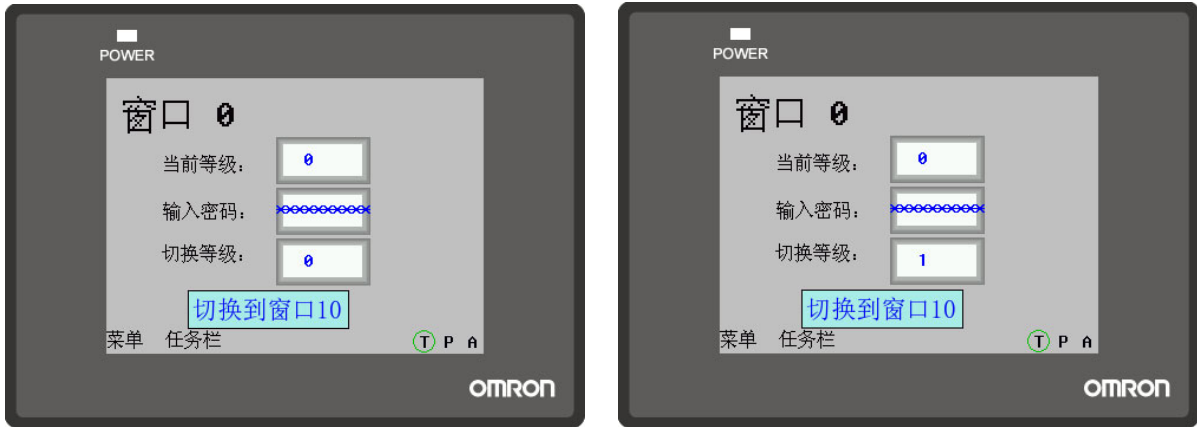 POWER
窗口 0
当前等级： 0
输入密码：
切换等级： 0
切换到窗口10
菜单 任务栏 T P A
OMRON
POWER
窗口 0
当前等级： 0
输入密码：
切换等级： 1
切换到窗口10
菜单 任务栏 T P A
OMRON